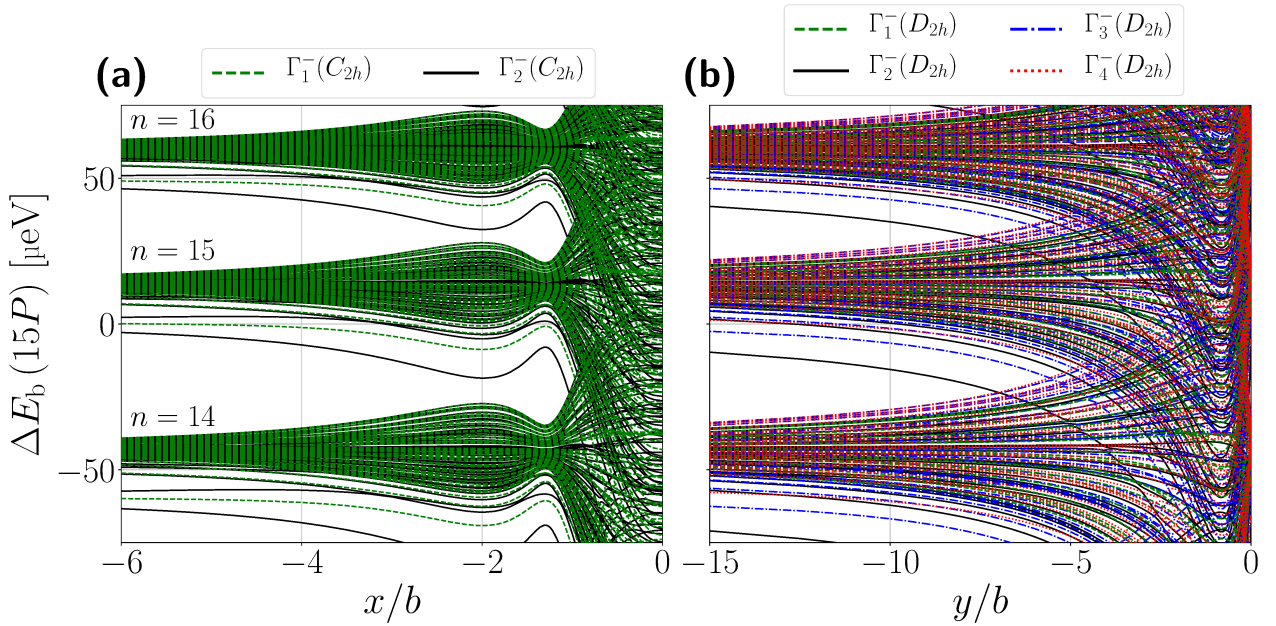 (a)
Γ₁⁻(C₂ₕ) Γ₂⁻(C₂ₕ)
(b)
Γ₁⁻(D₂ₕ) Γ₃⁻(D₂ₕ)
Γ₂⁻(D₂ₕ) Γ₄⁻(D₂ₕ)
ΔE_b (15P) [μeV]
50
0
−50
n = 16
n = 15
n = 14
−6 −4 −2 0
x/b
−15 −10 −5 0
y/b